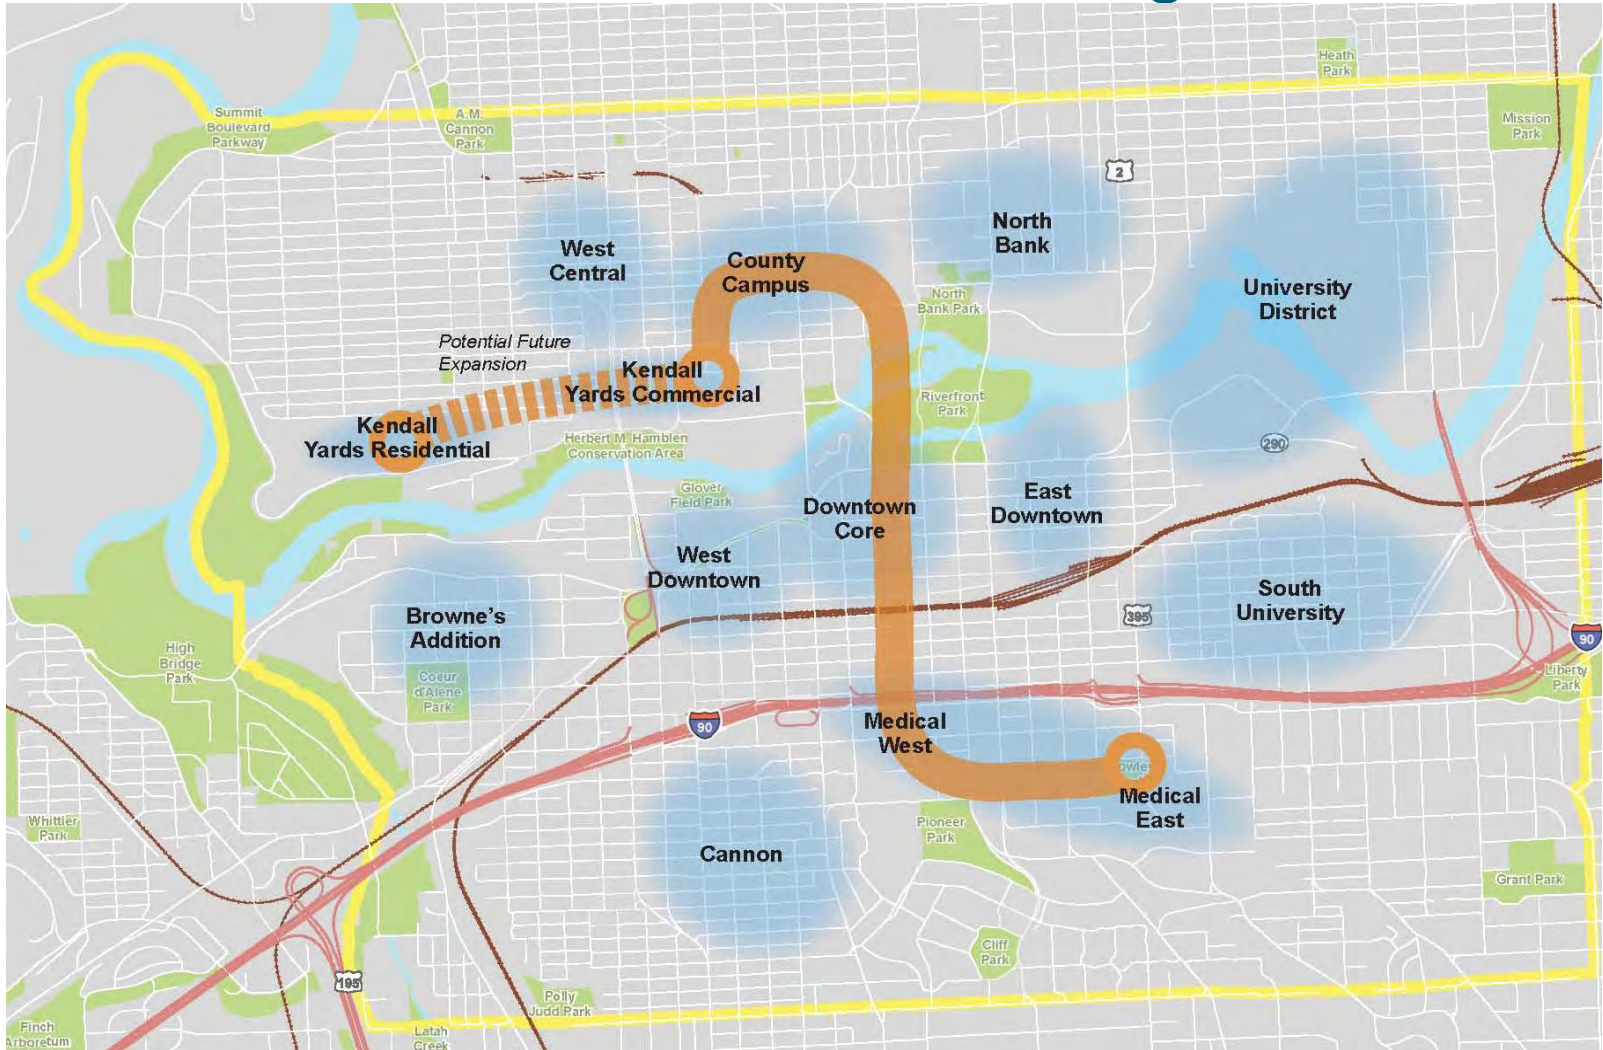 Heath
Park
Summit
Boulevard
Parkway
A.M.
Cannon
Park
Mission
Park
2
North
Bank
West
Central
County
Campus
University
District
North
Bank Park
Potential Future
Expansion
Kendall
Yards Commercial
Riverfront
Park
Kendall
Yards Residential
Herbert M. Hamblen
Conservation Area
290
Glover
Field Park
Downtown
Core
East
Downtown
West
Downtown
South
University
Browne's
Addition
395
90
High
Bridge
Park
Coeur
d'Alene
Park
Liberty
Park
90
Medical
West
Medical
East
Whittier
Park
Pioneer
Park
Cannon
Grant Park
Cliff
Park
195
Polly
Judd Park
Finch
Arboretum
Latah
Creek